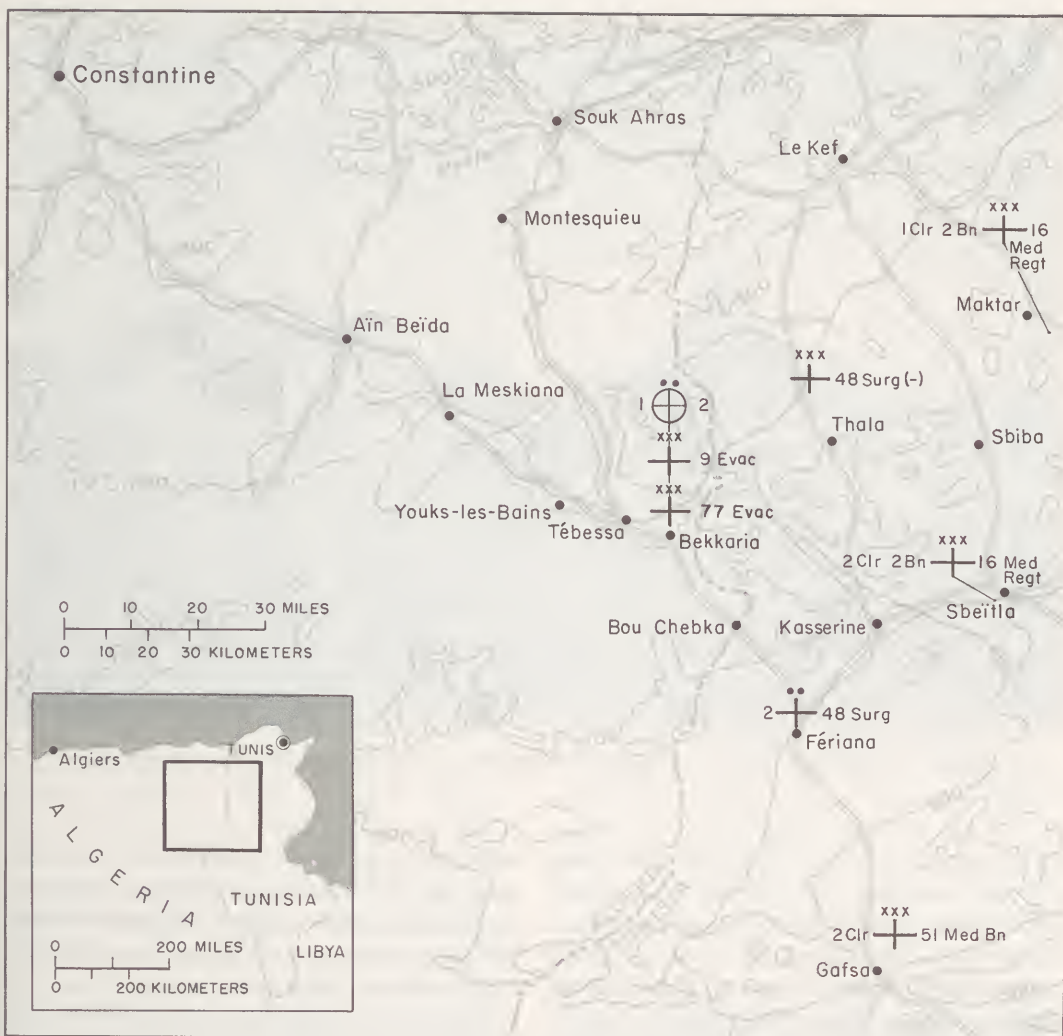 Constantine
Souk Ahras
Le Kef
Montesquieu
xxx
1 Clr 2 Bn 16
Med
Regt
Maktar
Aïn Beïda
xxx
48 Surg (-)
La Meskiana
1 2
Thala
Sbiba
xxx
9 Evac
xxx
77 Evac
Youks-les-Bains
Tébessa
Bekkaria
xxx
2 Clr 2 Bn 16 Med
Regt
Sbeïtla
0 10 20 30 MILES
0 10 20 30 KILOMETERS
Bou Chebka
Kasserine
2 48 Surg
Fériana
Algiers
TUNIS
ALGERIA
TUNISIA
LIBYA
0 200 MILES
0 200 KILOMETERS
xxx
2 Clr 51 Med Bn
Gafsa